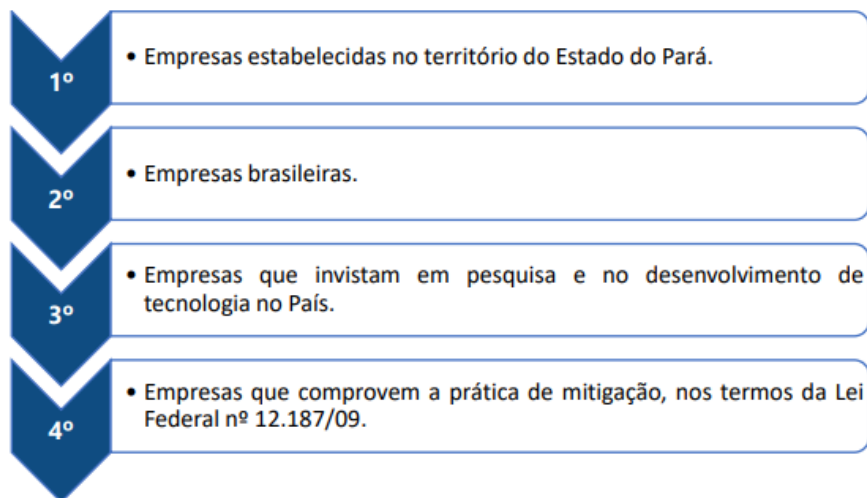 1º
• Empresas estabelecidas no território do Estado do Pará.
2º
• Empresas brasileiras.
3º
• Empresas que invistam em pesquisa e no desenvolvimento de
tecnologia no País.
4º
• Empresas que comprovem a prática de mitigação, nos termos da Lei
Federal nº 12.187/09.